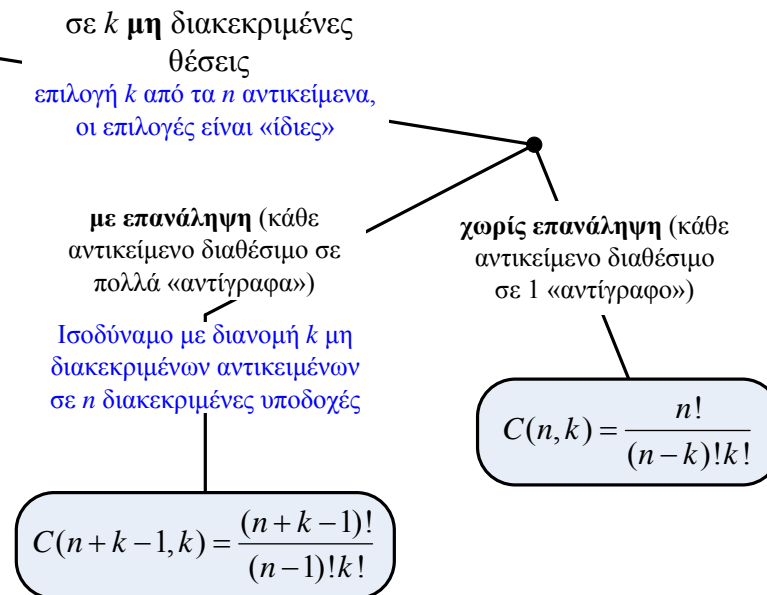 σε k μη διακεκριμένες
θέσεις
επιλογή k από τα n αντικείμενα,
οι επιλογές είναι «ίδιες»
με επανάληψη (κάθε
αντικείμενο διαθέσιμο σε
πολλά «αντίγραφα»)
Ισοδύναμο με διανομή k μη
διακεκριμένων αντικειμένων
σε n διακεκριμένες υποδοχές
C(n+k−1,k) = (n+k−1)! / (n−1)!k!
χωρίς επανάληψη (κάθε
αντικείμενο διαθέσιμο
σε 1 «αντίγραφο»)
C(n,k) = n! / (n−k)!k!